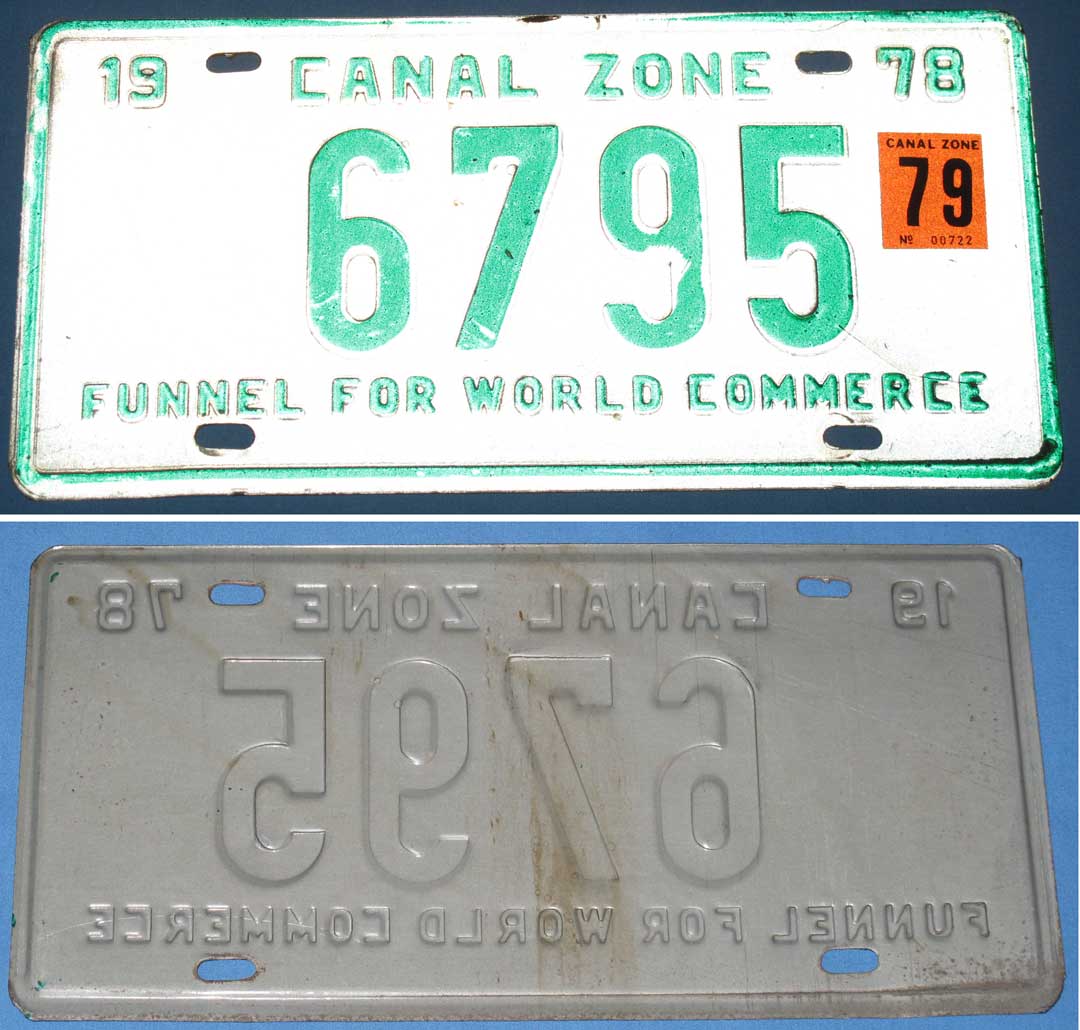 19 CANAL ZONE 78
6795
CANAL ZONE
79
Nº 00722
FUNNEL FOR WORLD COMMERCE
19 CANAL ZONE 78
6795
FUNNEL FOR WORLD COMMERCE